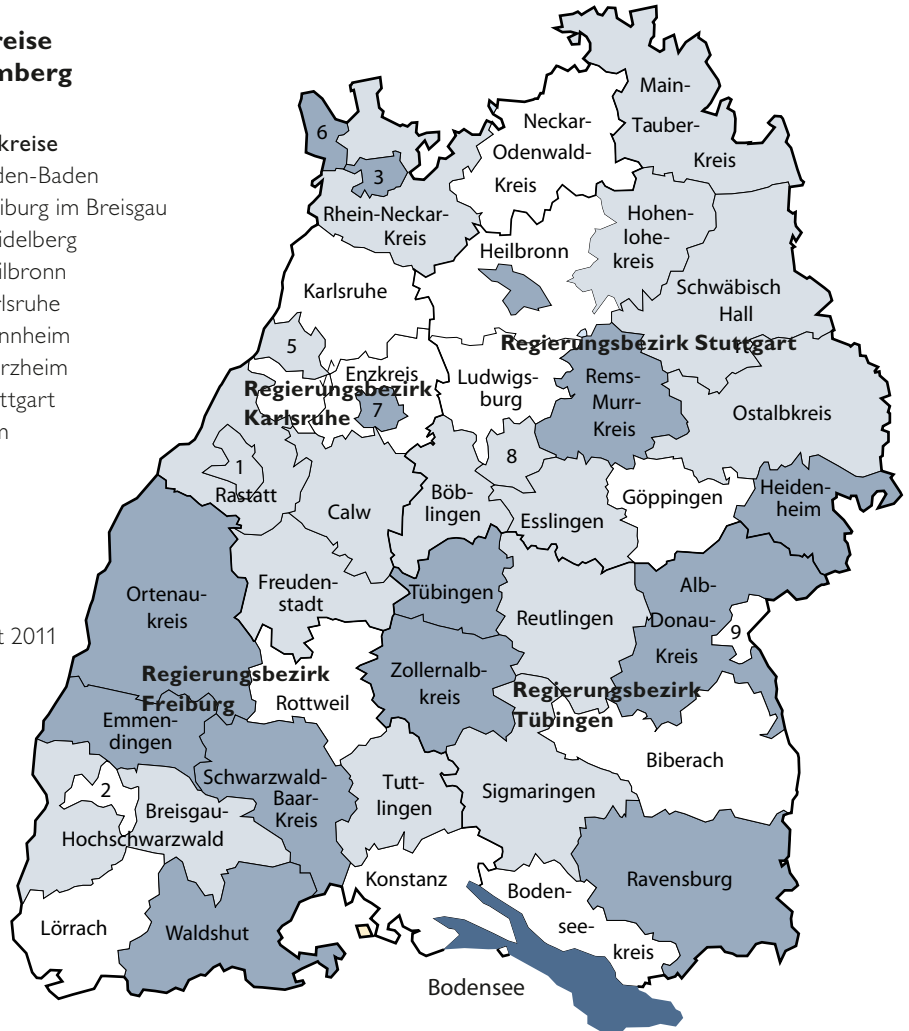 reise
mberg
kreise
den-Baden
iburg im Breisgau
idelberg
ilbronn
rlsruhe
nnheim
rzheim
ttgart
n
t 2011
Main-
Tauber-
Kreis
Neckar-
Odenwald-
Kreis
6
3
Rhein-Neckar-
Kreis
Hohen-
lohe-
kreis
Heilbronn
Karlsruhe
Schwäbisch
Hall
5
Regierungsbezirk Stuttgart
Enzkreis
7
Regierungsbezirk
Karlsruhe
Ludwigs-
burg
Rems-
Murr-
Kreis
Ostalbkreis
1
Rastatt
8
Calw
Böb-
lingen
Esslingen
Göppingen
Heiden-
heim
Ortenau-
kreis
Freuden-
stadt
Tübingen
Reutlingen
Alb-
Donau-
Kreis
9
Regierungsbezirk
Freiburg
Rottweil
Zollernalb-
kreis
Regierungsbezirk
Tübingen
Emmen-
dingen
Biberach
Schwarzwald-
Baar-
Kreis
Tutt-
lingen
Sigmaringen
2
Breisgau-
Hochschwarzwald
Konstanz
Boden-
see-
kreis
Ravensburg
Lörrach
Waldshut
Bodensee